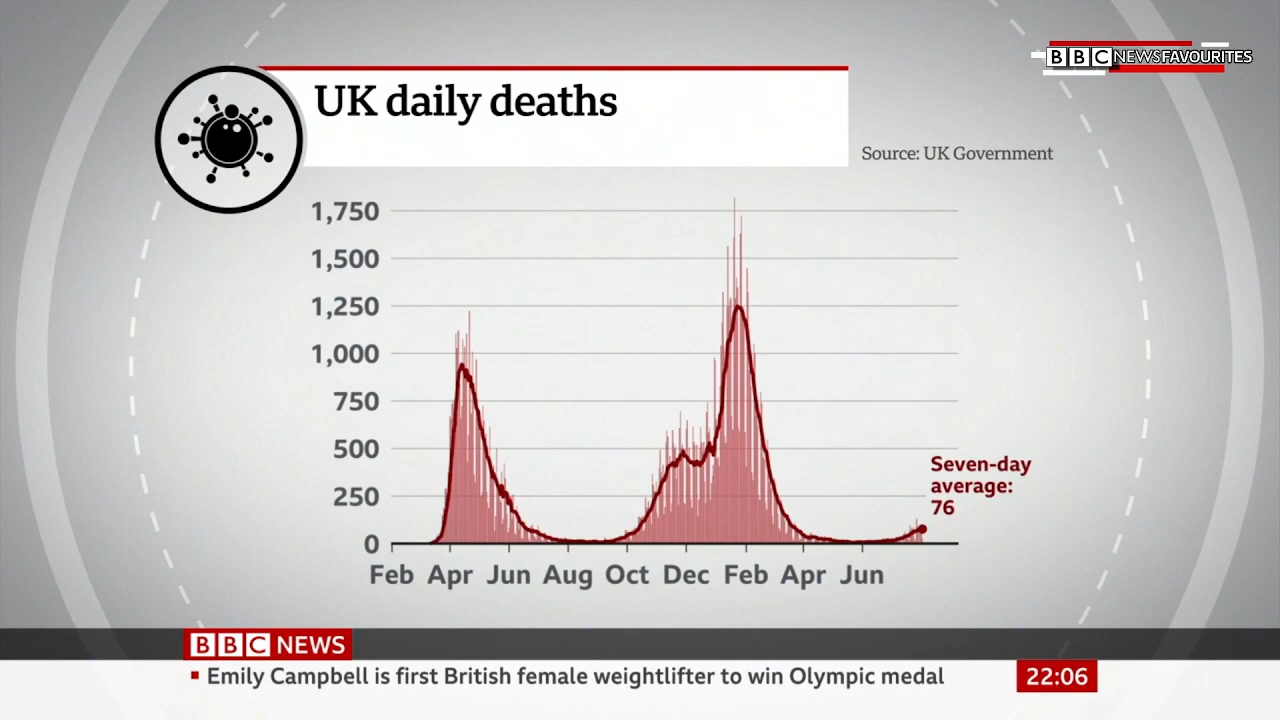 BBC NEWS FAVOURITES
UK daily deaths
Source: UK Government
1,750
1,500
1,250
1,000
750
500
250
0
Seven-day
average:
76
Feb Apr Jun Aug Oct Dec Feb Apr Jun
BBC NEWS
Emily Campbell is first British female weightlifter to win Olympic medal
22:06